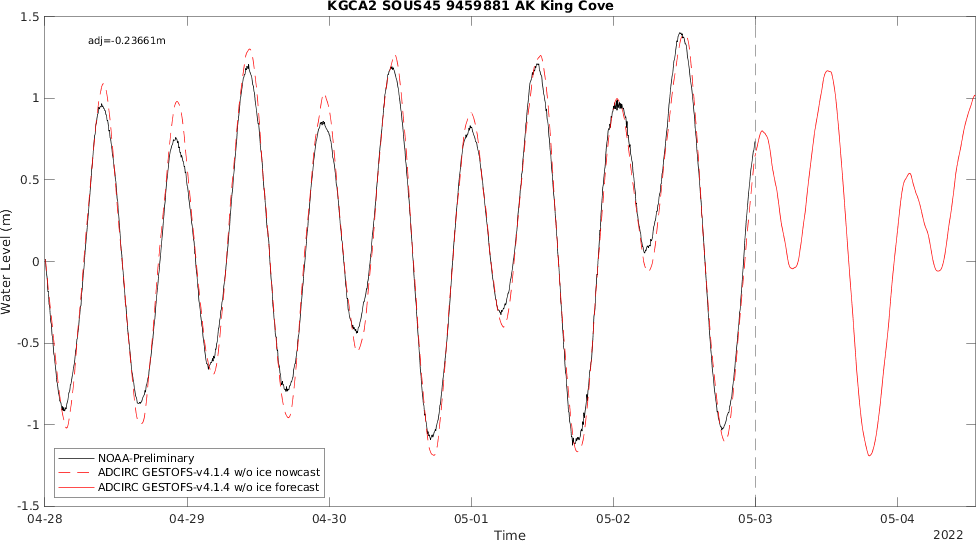 KGCA2 SOUS45 9459881 AK King Cove
adj=-0.23661m
1.5
1
0.5
0
-0.5
-1
-1.5
Water Level (m)
NOAA-Preliminary
ADCIRC GESTOFS-v4.1.4 w/o ice nowcast
ADCIRC GESTOFS-v4.1.4 w/o ice forecast
04-28 04-29 04-30 05-01 05-02 05-03 05-04
Time
2022